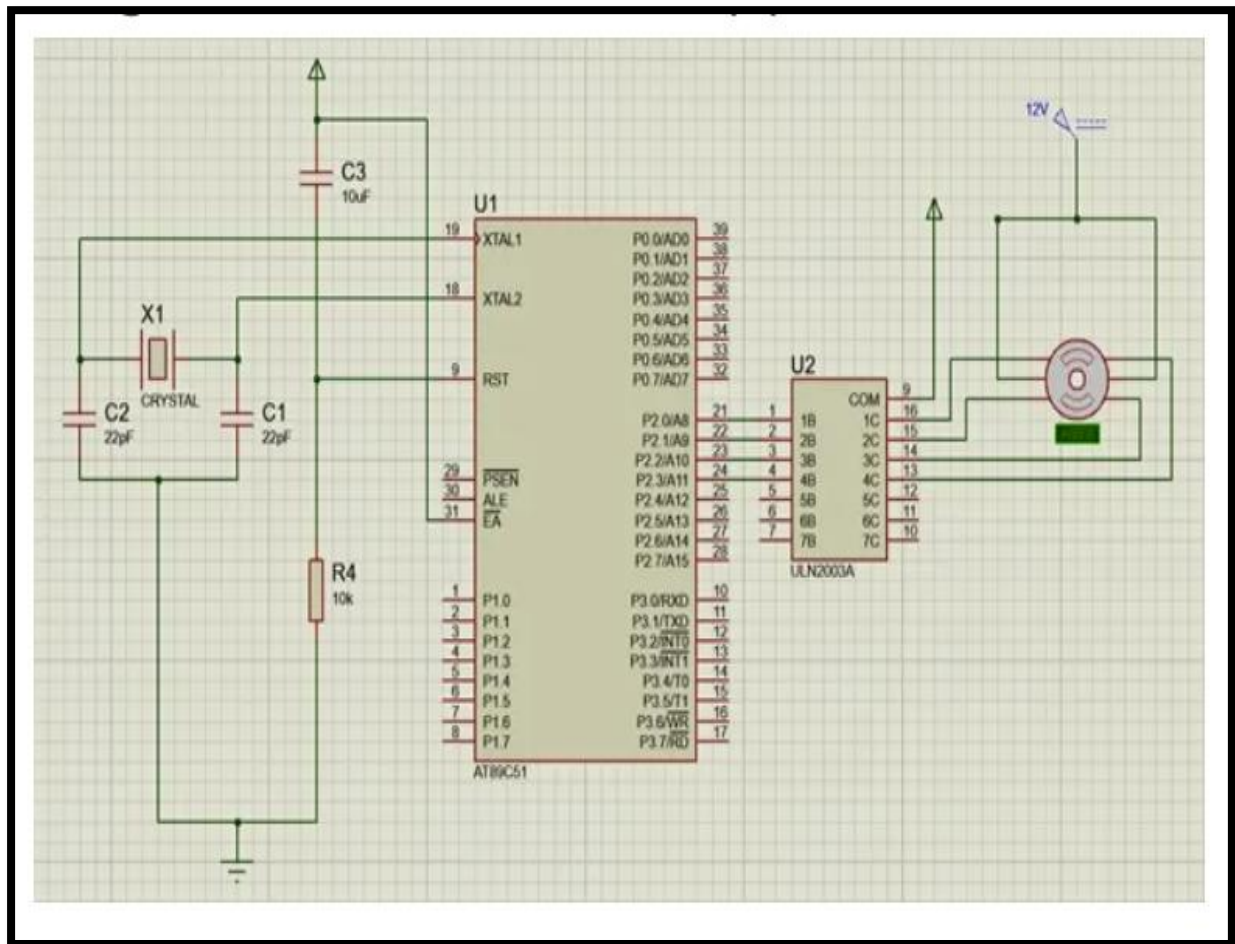 C3
10uF
12V
U1
19
XTAL1
18
XTAL2
9
RST
29
PSEN
30
ALE
31
EA
1
P1.0
2
P1.1
3
P1.2
4
P1.3
5
P1.4
6
P1.5
7
P1.6
8
P1.7
P0.0/AD0
39
P0.1/AD1
38
P0.2/AD2
37
P0.3/AD3
36
P0.4/AD4
35
P0.5/AD5
34
P0.6/AD6
33
P0.7/AD7
32
P2.0/A8
21
P2.1/A9
22
P2.2/A10
23
P2.3/A11
24
P2.4/A12
25
P2.5/A13
26
P2.6/A14
27
P2.7/A15
28
P3.0/RXD
10
P3.1/TXD
11
P3.2/INT0
12
P3.3/INT1
13
P3.4/T0
14
P3.5/T1
15
P3.6/WR
16
P3.7/RD
17
AT89C51
X1
CRYSTAL
C2
22pF
C1
22pF
R4
10k
U2
1
1B
2
2B
3
3B
4
4B
5
5B
6
6B
7
7B
COM
9
1C
16
2C
15
3C
14
4C
13
5C
12
6C
11
7C
10
ULN2003A